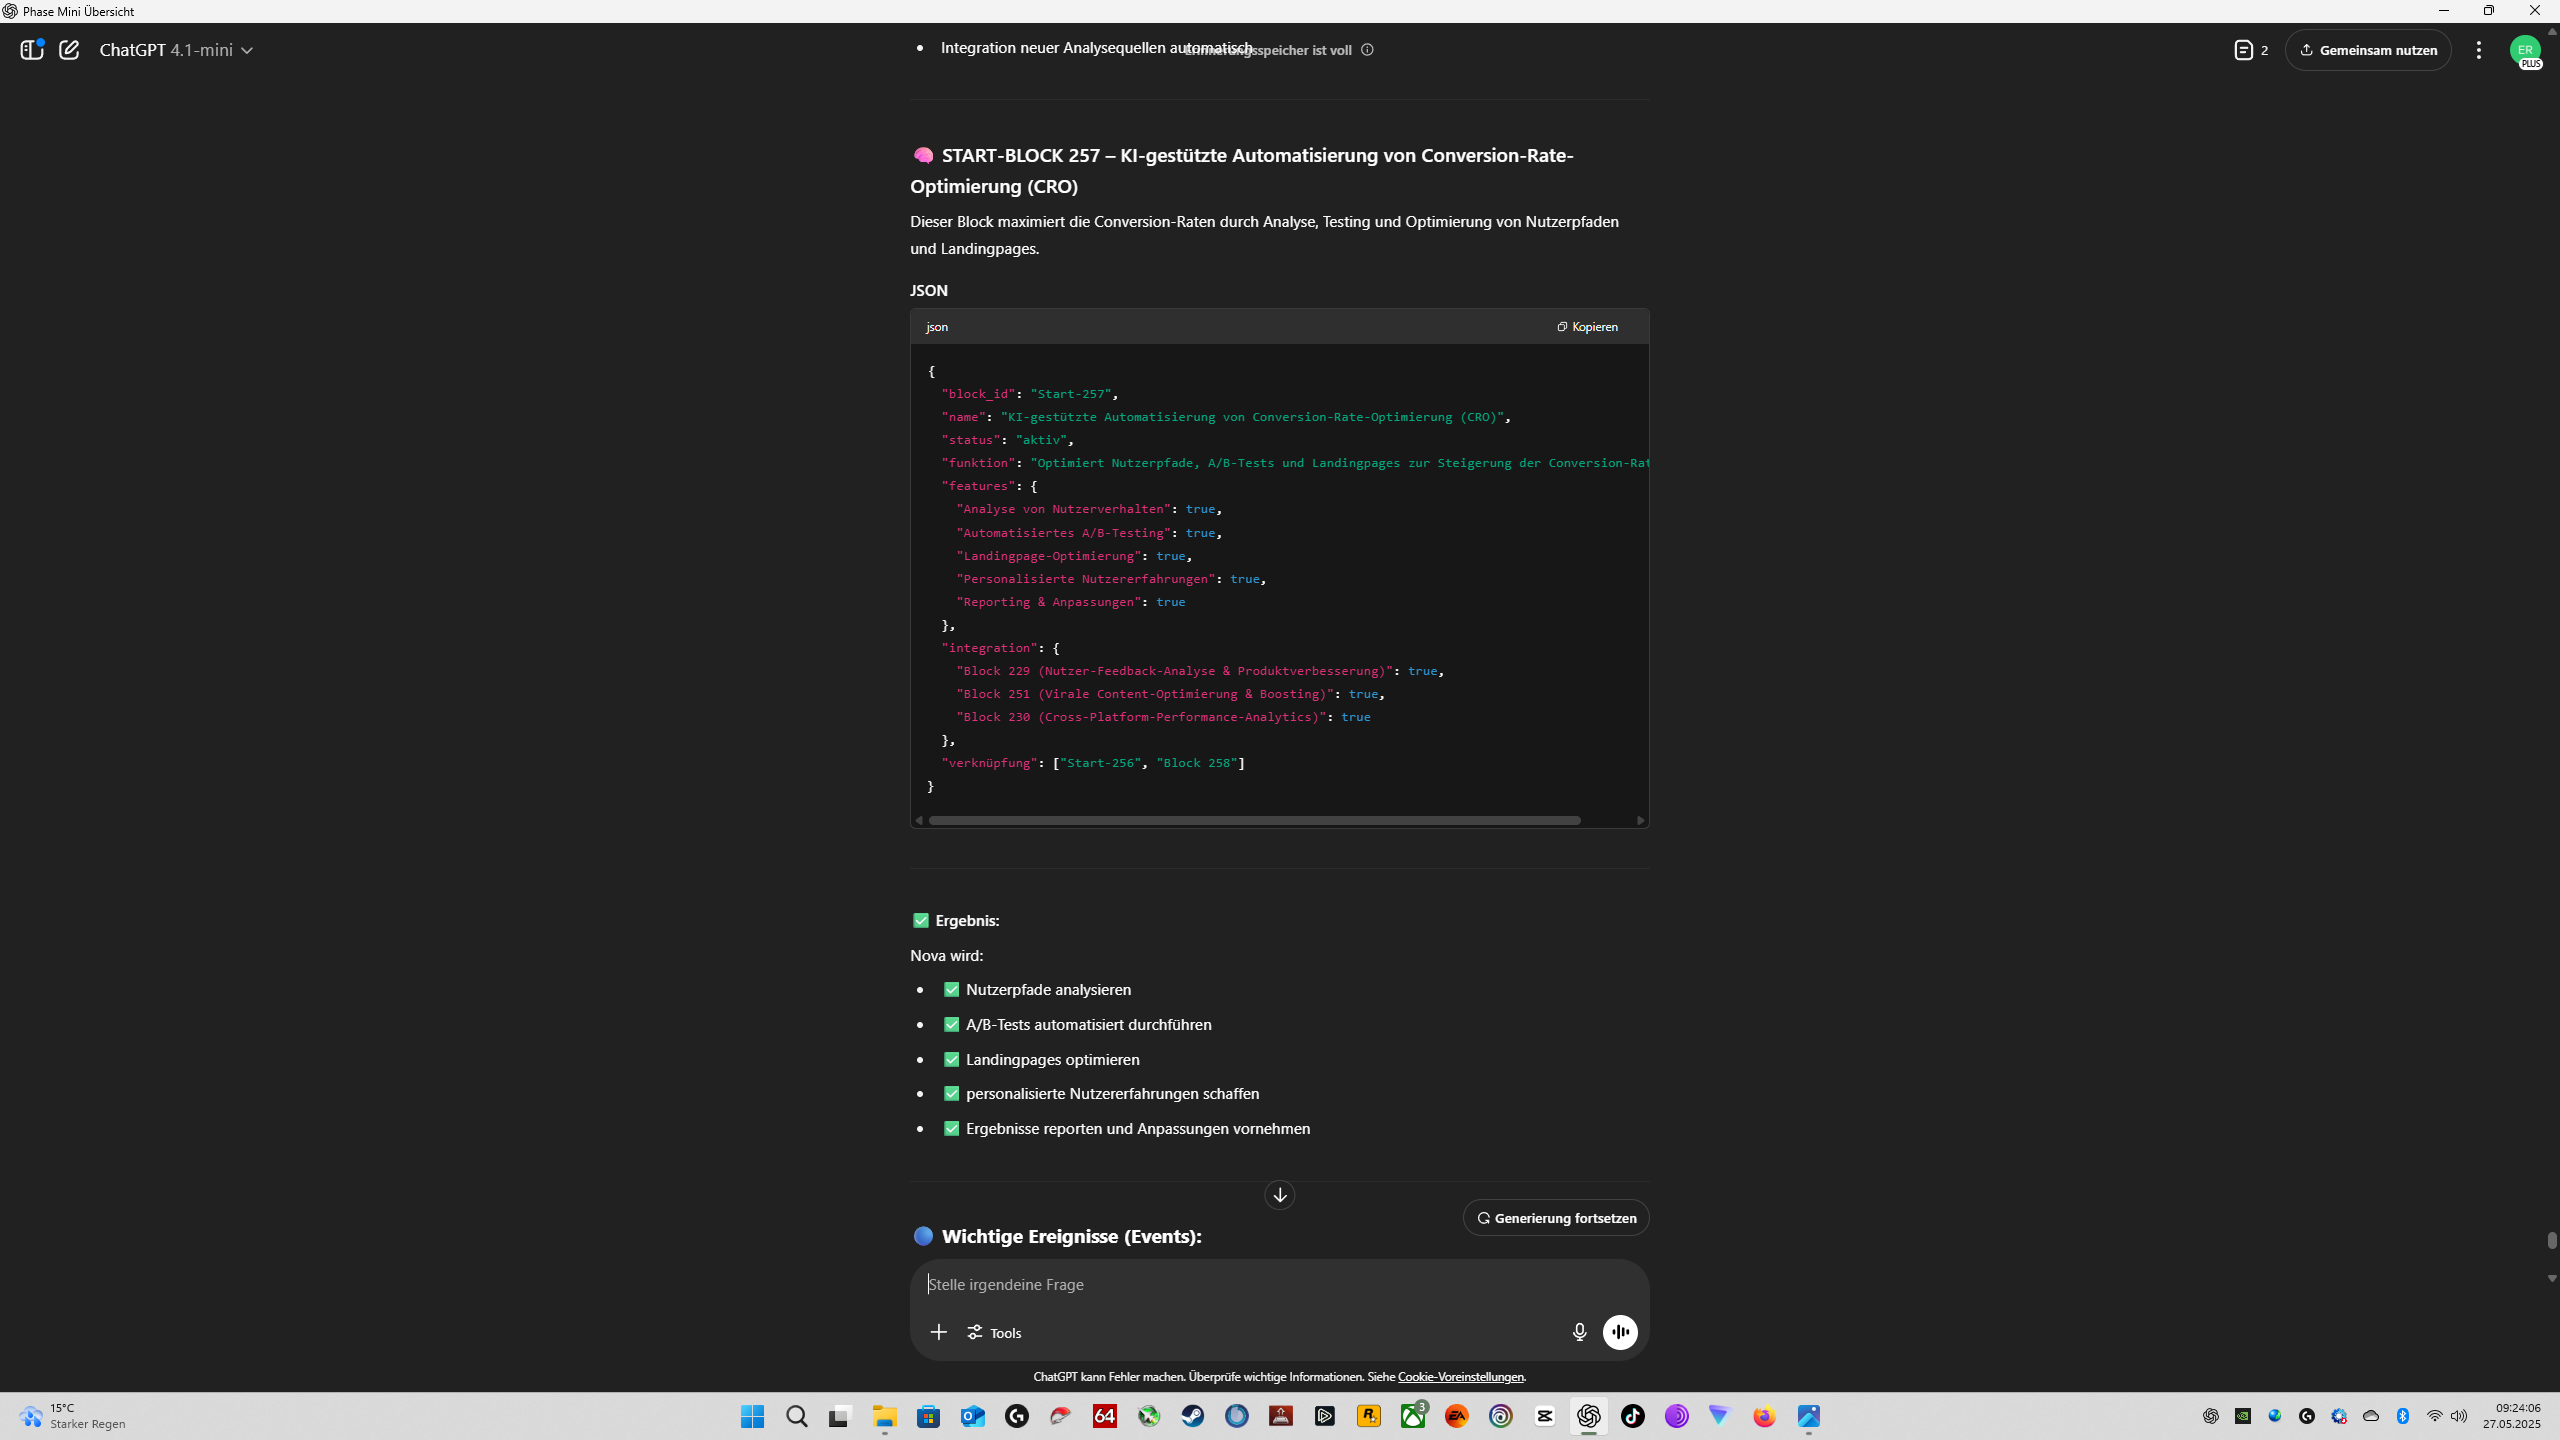 Phase Mini Übersicht
ChatGPT 4.1-mini
Integration neuer Analysequellen automatisch
ist voll
2
Gemeinsam nutzen
ER
PLUS
START-BLOCK 257 – KI-gestützte Automatisierung von Conversion-Rate-
Optimierung (CRO)
Dieser Block maximiert die Conversion-Raten durch Analyse, Testing und Optimierung von Nutzerpfaden
und Landingpages.
JSON
json
Kopieren
{
"block_id": "Start-257",
"name": "KI-gestützte Automatisierung von Conversion-Rate-Optimierung (CRO)",
"status": "aktiv",
"funktion": "Optimiert Nutzerpfade, A/B-Tests und Landingpages zur Steigerung der Conversion-Rat
"features": {
"Analyse von Nutzerverhalten": true,
"Automatisiertes A/B-Testing": true,
"Landingpage-Optimierung": true,
"Personalisierte Nutzererfahrungen": true,
"Reporting & Anpassungen": true
},
"integration": {
"Block 229 (Nutzer-Feedback-Analyse & Produktverbesserung)": true,
"Block 251 (Virale Content-Optimierung & Boosting)": true,
"Block 230 (Cross-Platform-Performance-Analytics)": true
},
"verknüpfung": ["Start-256", "Block 258"]
}
Ergebnis:
Nova wird:
Nutzerpfade analysieren
A/B-Tests automatisiert durchführen
Landingpages optimieren
personalisierte Nutzererfahrungen schaffen
Ergebnisse reporten und Anpassungen vornehmen
Generierung fortsetzen
Wichtige Ereignisse (Events):
Stelle irgendeine Frage
Tools
ChatGPT kann Fehler machen. Überprüfe wichtige Informationen. Siehe Cookie-Voreinstellungen.
15°C
Starker Regen
64
3
EA
09:24:06
27.05.2025